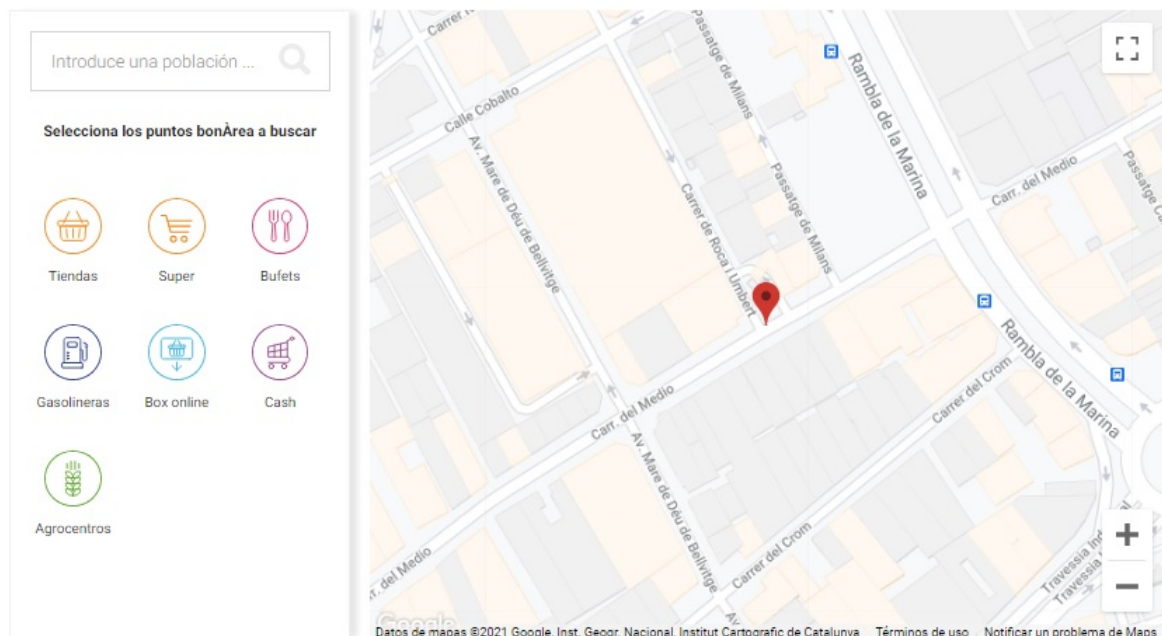 Introduce una población ...
Selecciona los puntos bonÀrea a buscar
Tiendas
Super
Bufets
Gasolineras
Box online
Cash
Agrocentros
Calle Cobalto
Av. Mare de Déu de Bellvitge
Carrer de Roca i Umbert
Passatge de Milans
Passatge de Milans
Rambla de la Marina
Carr. del Medio
Rambla de la Marina
Carrer del Crom
Carr. del Medio
Av. Mare de Déu de Bellvitge
Carrer del Crom
del Medio
Google
Datos de mapas ©2021 Google, Inst. Geogr. Nacional, Institut Cartogràfic de Catalunya
Términos de uso
Notificar un problema de Maps